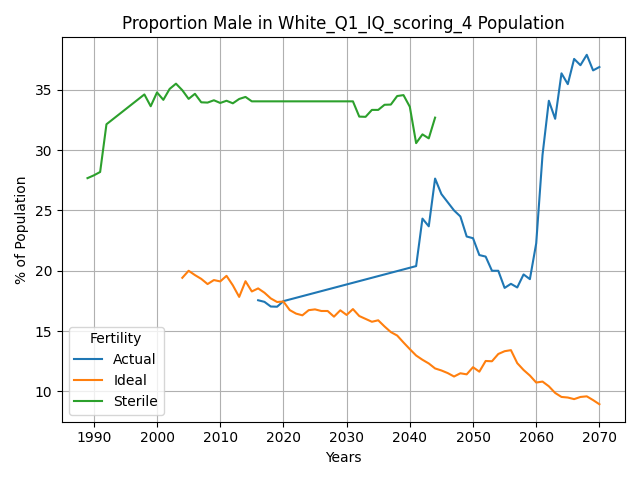 Proportion Male in White_Q1_IQ_scoring_4 Population
% of Population
35
30
25
20
15
10
Fertility
Actual
Ideal
Sterile
1990 2000 2010 2020 2030 2040 2050 2060 2070
Years